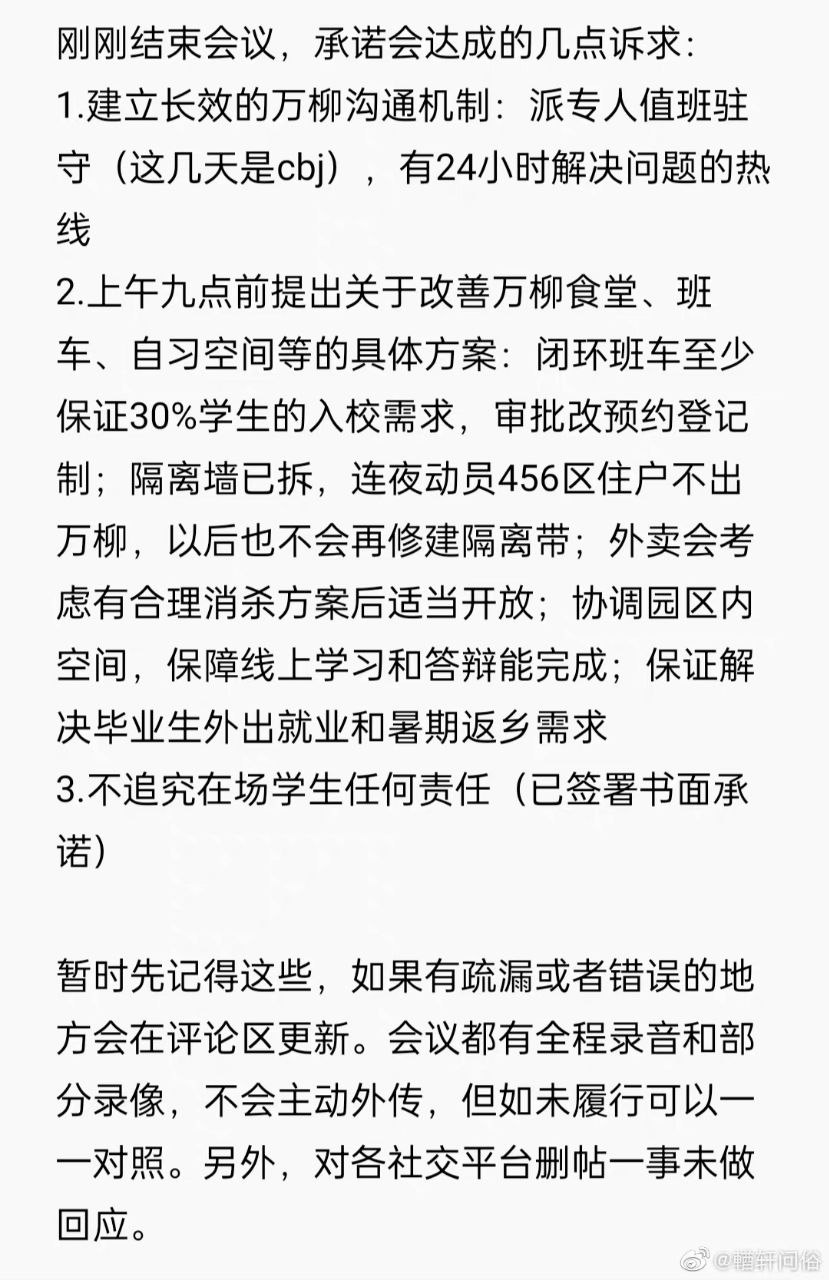 刚刚结束会议，承诺会达成的几点诉求：
1.建立长效的万柳沟通机制：派专人值班驻
守（这几天是cbj），有24小时解决问题的热
线
2.上午九点前提出关于改善万柳食堂、班
车、自习空间等的具体方案：闭环班车至少
保证30%学生的入校需求，审批改预约登记
制；隔离墙已拆，连夜动员456区住户不出
万柳，以后也不会再修建隔离带；外卖会考
虑有合理消杀方案后适当开放；协调园区内
空间，保障线上学习和答辩能完成；保证解
决毕业生外出就业和暑期返乡需求
3.不追究在场学生任何责任（已签署书面承
诺）
暂时先记得这些，如果有疏漏或者错误的地
方会在评论区更新。会议都有全程录音和部
分录像，不会主动外传，但如未履行可以一
一对照。另外，对各社交平台删帖一事未做
回应。
@輶轩问俗